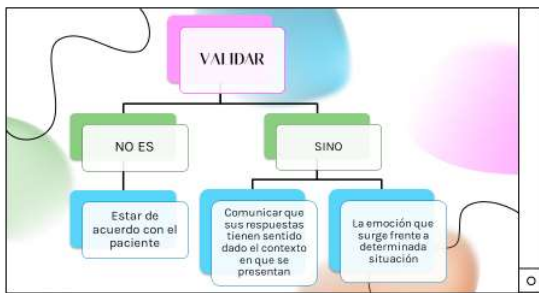 VALIDAR
NO ES
SINO
Estar de
acuerdo con el
paciente
Comunicar que
sus respuestas
tienen sentido
dado el contexto
en que se
presentan
La emoción que
surge frente a
determinada
situación